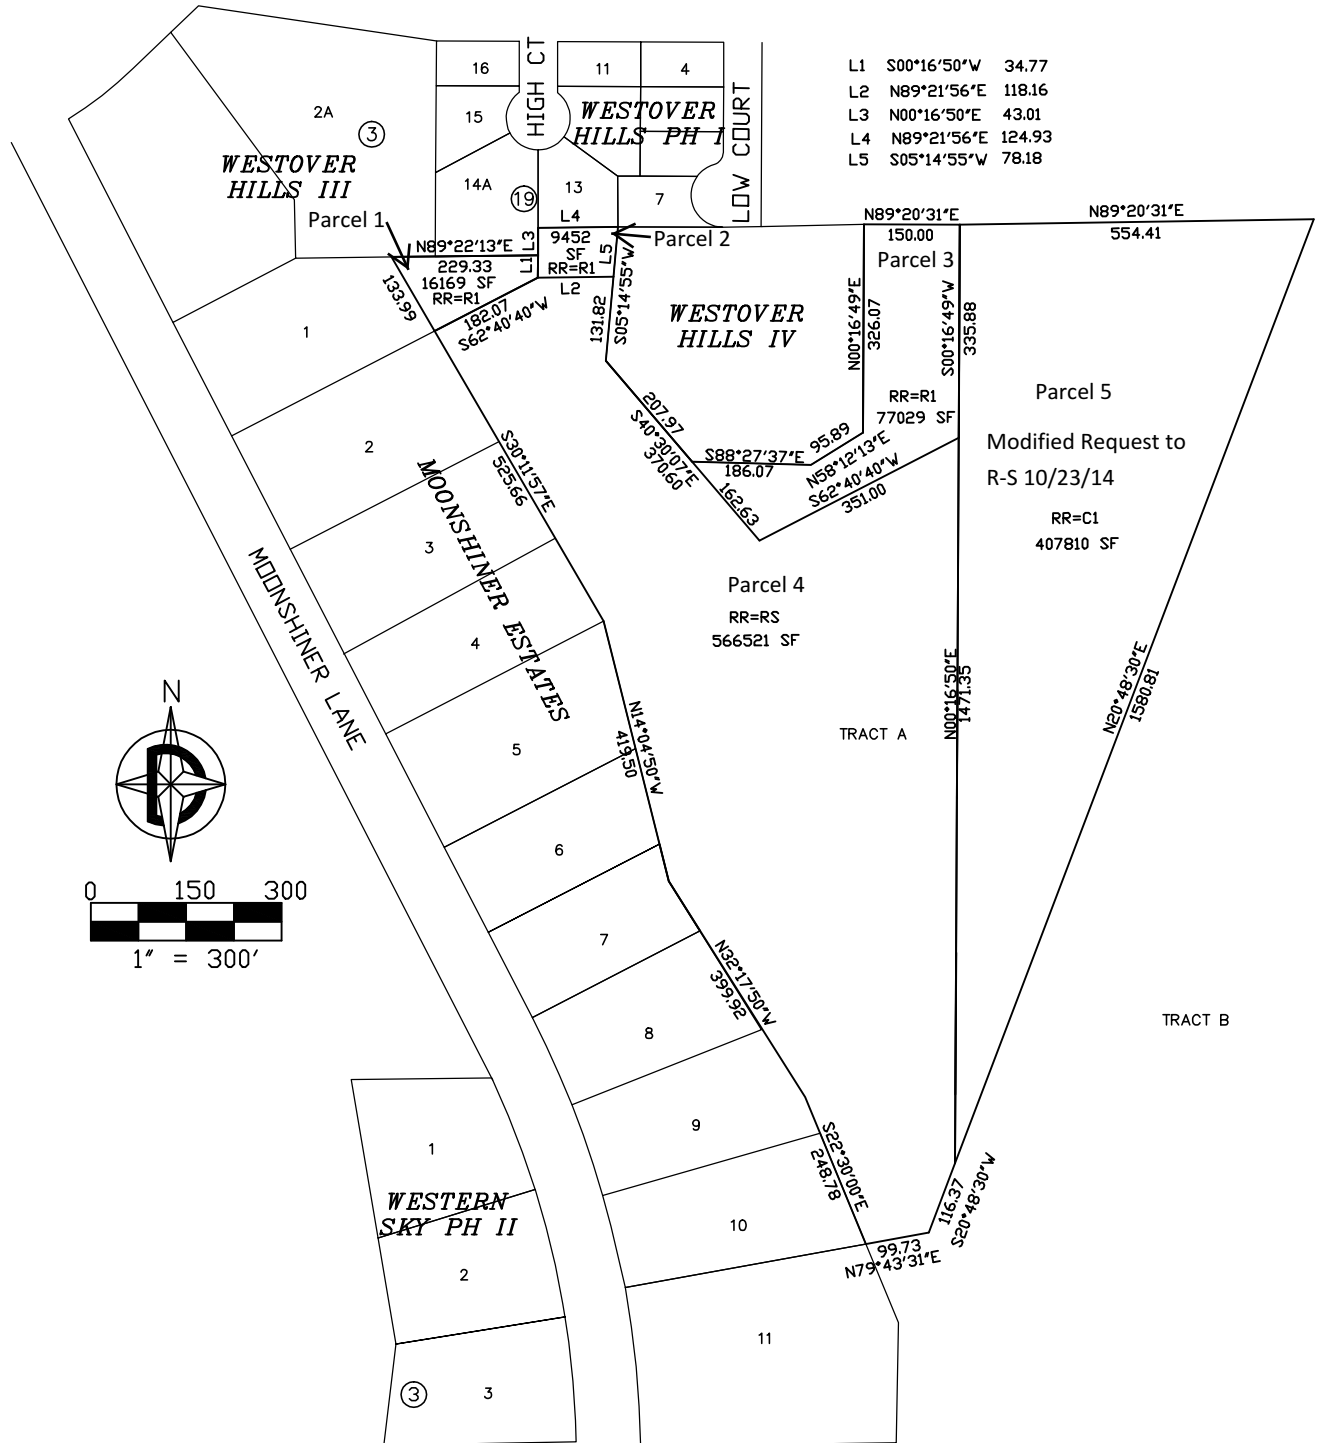 L1 S00°16'50"W 34.77
L2 N89°21'56"E 118.16
L3 N00°16'50"E 43.01
L4 N89°21'56"E 124.93
L5 S05°14'55"W 78.18
16
HIGH CT
11
4
2A
3
15
WESTOVER
HILLS PH I
LOW COURT
WESTOVER
HILLS III
14A
19
13
7
L4
Parcel 1
N89°22'13"E
229.33
16169 SF
RR=R1
133.99
L3
L1
9452
SF
RR=R1
L5
L2
Parcel 2
182.07
S62°40'40"W
131.82
S05°14'55"W
N89°20'31"E
150.00
N89°20'31"E
554.41
Parcel 3
WESTOVER
HILLS IV
N00°16'49"E
326.07
S00°16'49"W
335.88
RR=R1
77029 SF
Parcel 5
Modified Request to
R-S 10/23/14
RR=C1
407810 SF
207.97
S40°30'07"E
370.60
162.63
S88°27'37"E
186.07
95.89
N58°12'13"E
S62°40'40"W
351.00
1
2
3
4
5
6
7
8
9
10
11
S30°11'57"E
525.66
MOONSHINER ESTATES
MOONSHINER LANE
Parcel 4
RR=RS
566521 SF
TRACT A
N00°16'50"E
1471.35
N20°48'30"E
1580.81
N14°04'50"W
419.50
N
D
0 150 300
1" = 300'
N32°17'50"W
399.92
TRACT B
S22°30'00"E
248.78
116.37
S20°48'30"W
99.73
N79°43'31"E
1
WESTERN
SKY PH II
2
3
3